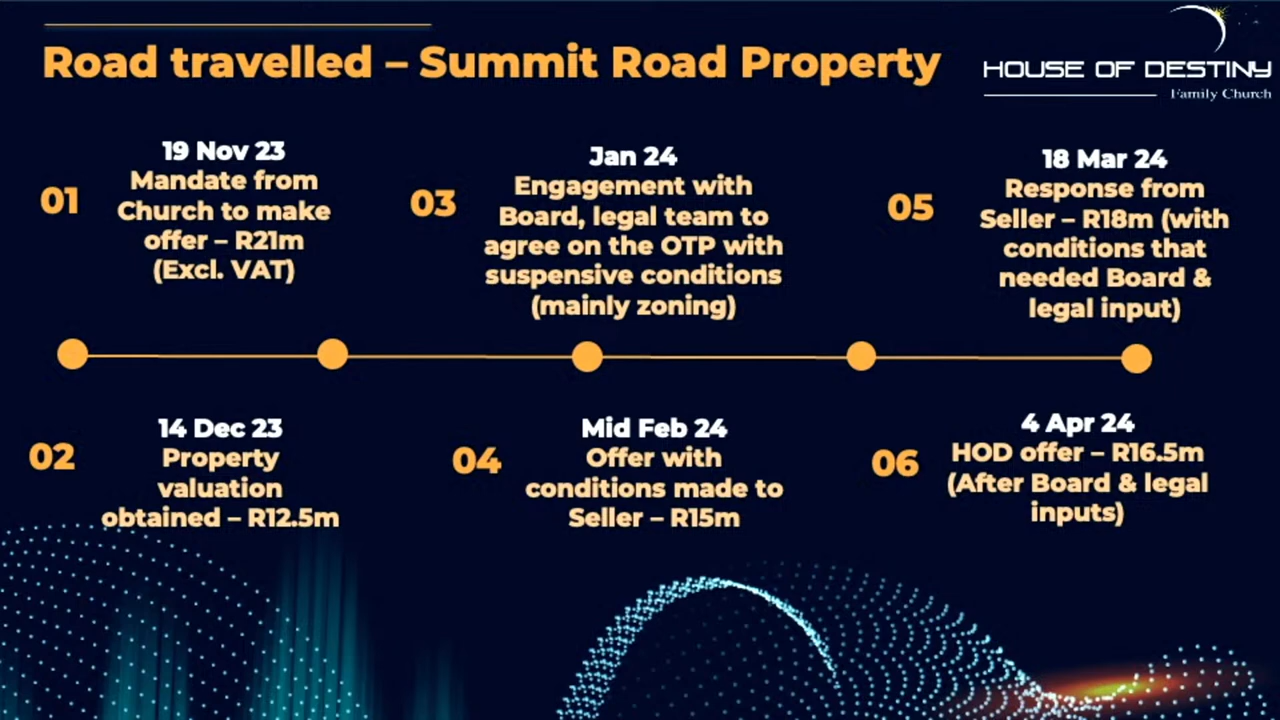 Road travelled – Summit Road Property
HOUSE OF DESTINY
Family Church
01
19 Nov 23
Mandate from
Church to make
offer – R21m
(Excl. VAT)
03
Jan 24
Engagement with
Board, legal team to
agree on the OTP with
suspensive conditions
(mainly zoning)
05
18 Mar 24
Response from
Seller – R18m (with
conditions that
needed Board &
legal input)
02
14 Dec 23
Property
valuation
obtained – R12.5m
04
Mid Feb 24
Offer with
conditions made to
Seller – R15m
06
4 Apr 24
HOD offer – R16.5m
(After Board & legal
inputs)